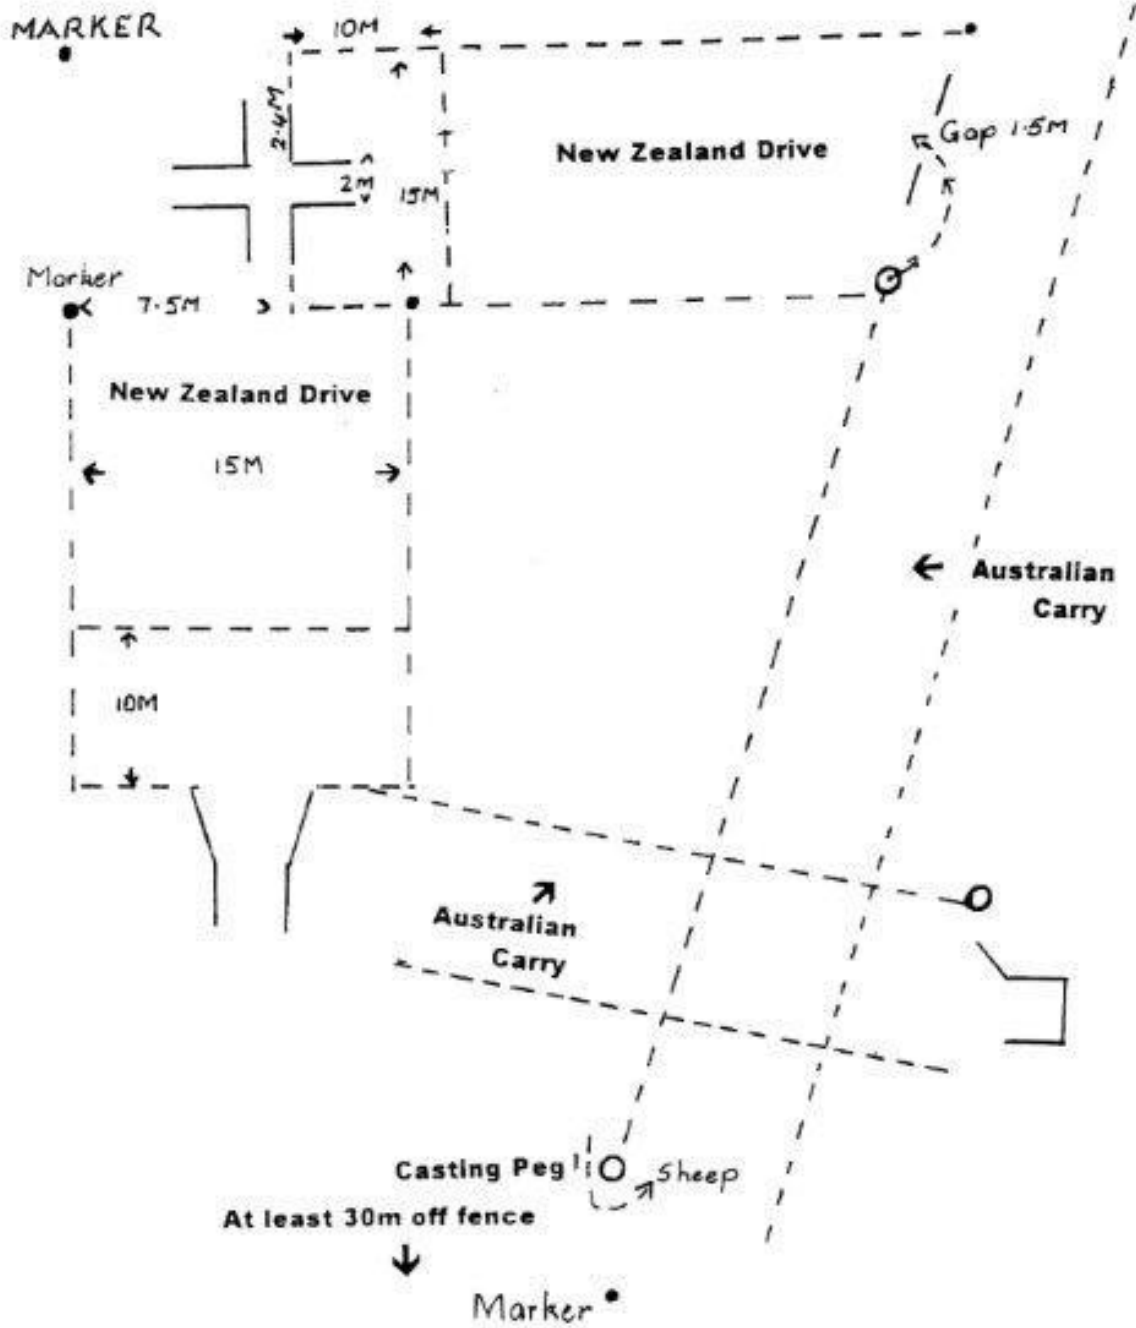 MARKER
10M
2.4M
Gap 1.5M
New Zealand Drive
2M
15M
Marker
7.5M
New Zealand Drive
15M
Australian
Carry
10M
Australian
Carry
Casting Peg
Sheep
At least 30m off fence
Marker